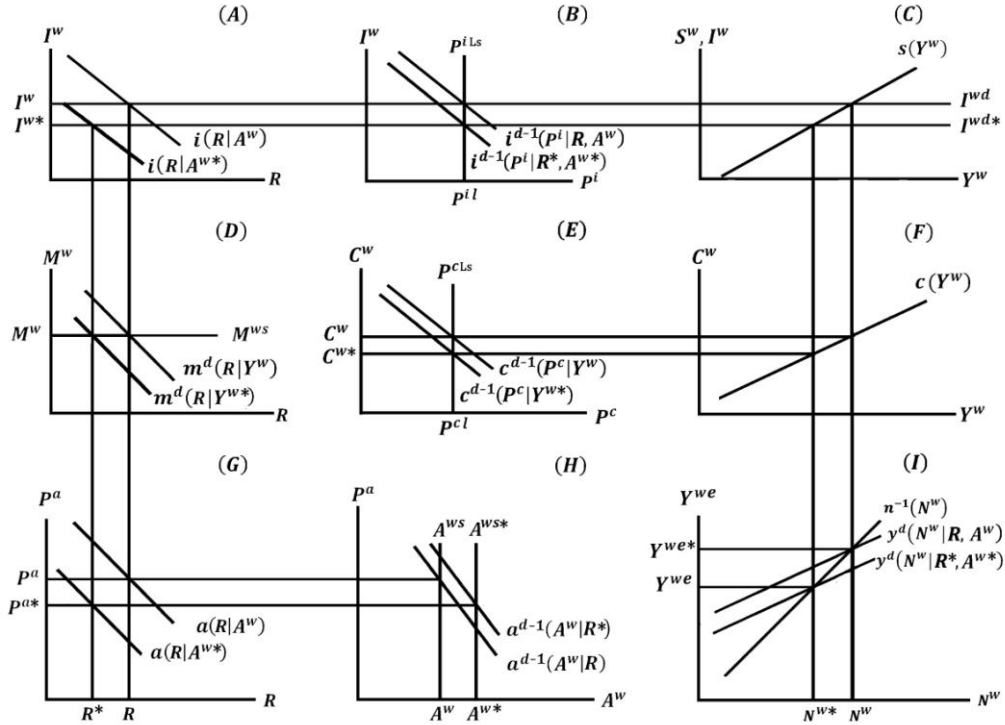 (A) (B) (C)
I^w I^w S^w, I^w
P^{iLs} s(Y^w)
I^w I^{wd}
I^{w*} I^{wd*}
i(R|A^w) i^{d-1}(P^i|R, A^w)
i(R|A^{w*}) i^{d-1}(P^i|R^*, A^{w*})
R P^{il} P^i Y^w
(D) (E) (F)
M^w C^w C^w
P^{cLs} c(Y^w)
M^w M^{ws} C^w
C^{w*}
m^d(R|Y^w) c^{d-1}(P^c|Y^w)
m^d(R|Y^{w*}) c^{d-1}(P^c|Y^{w*})
R P^{cl} P^c Y^w
(G) (H) (I)
P^a P^a Y^{we}
A^{ws} A^{ws*} n^{-1}(N^w)
y^d(N^w|R, A^w)
Y^{we*} y^d(N^w|R^*, A^{w*})
P^a Y^{we}
P^{a*}
a(R|A^w) a^{d-1}(A^w|R^*)
a(R|A^{w*}) a^{d-1}(A^w|R)
R^* R R A^w A^{w*} A^w N^{w*} N^w N^w